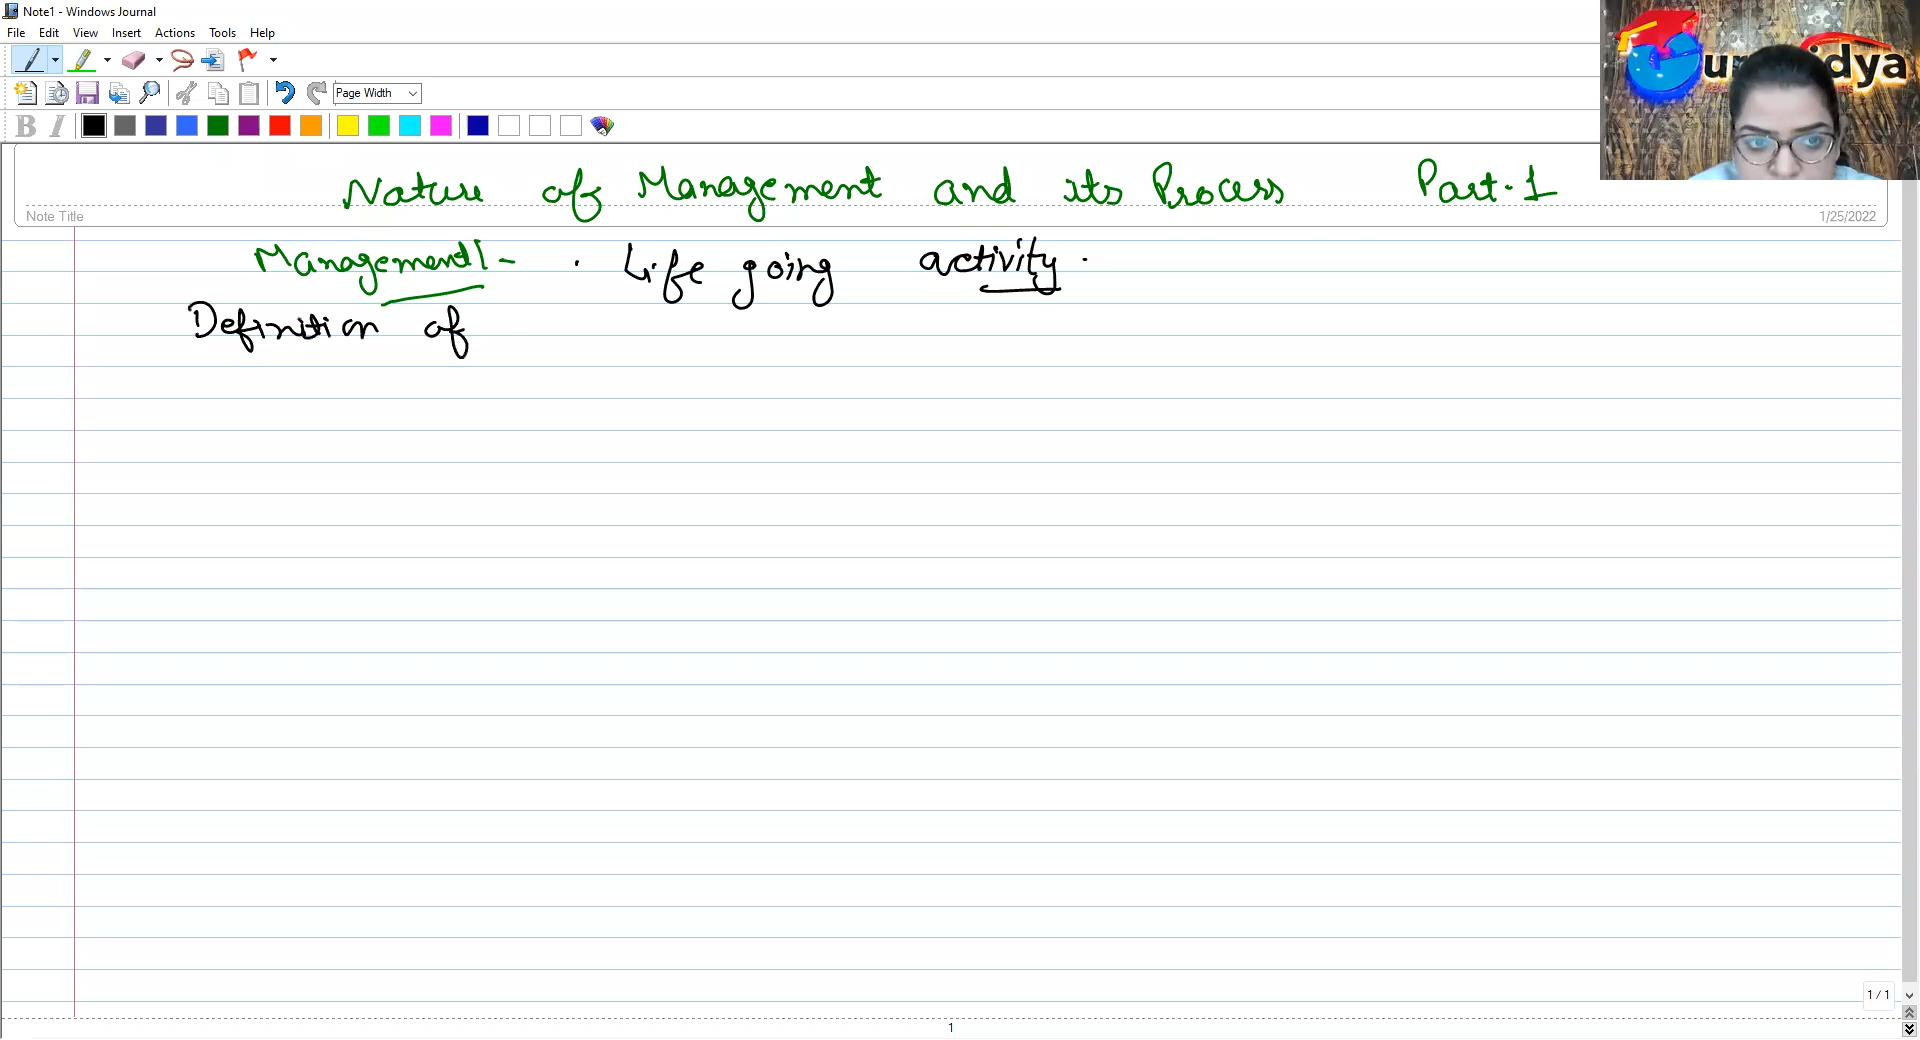 Note1 - Windows Journal
File Edit View Insert Actions Tools Help
Page Width
B I
Nature of Management and its Process Part-1
Note Title
1/25/2022
Management - . Life going activity.
Definition of
1 / 1
1